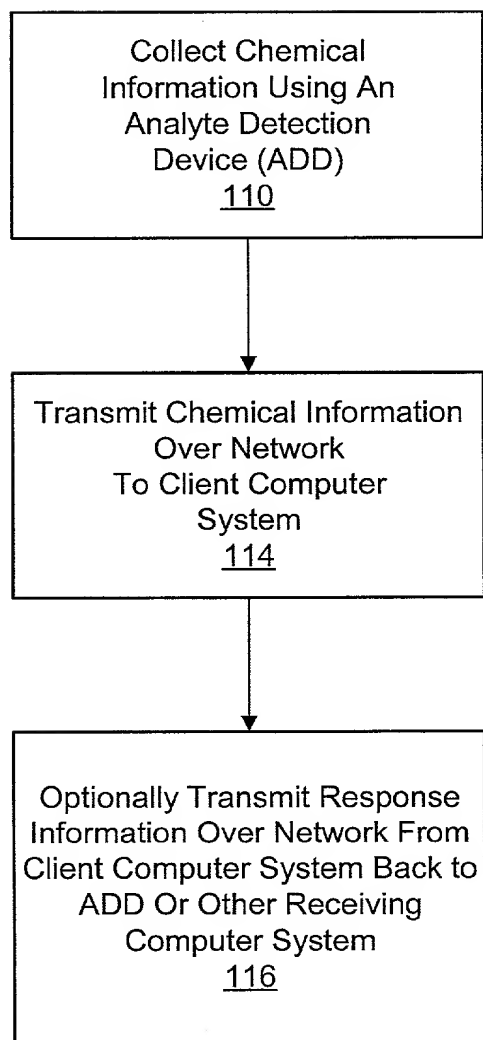 Collect Chemical
Information Using An
Analyte Detection
Device (ADD)
110
Transmit Chemical Information
Over Network
To Client Computer
System
114
Optionally Transmit Response
Information Over Network From
Client Computer System Back to
ADD Or Other Receiving
Computer System
116